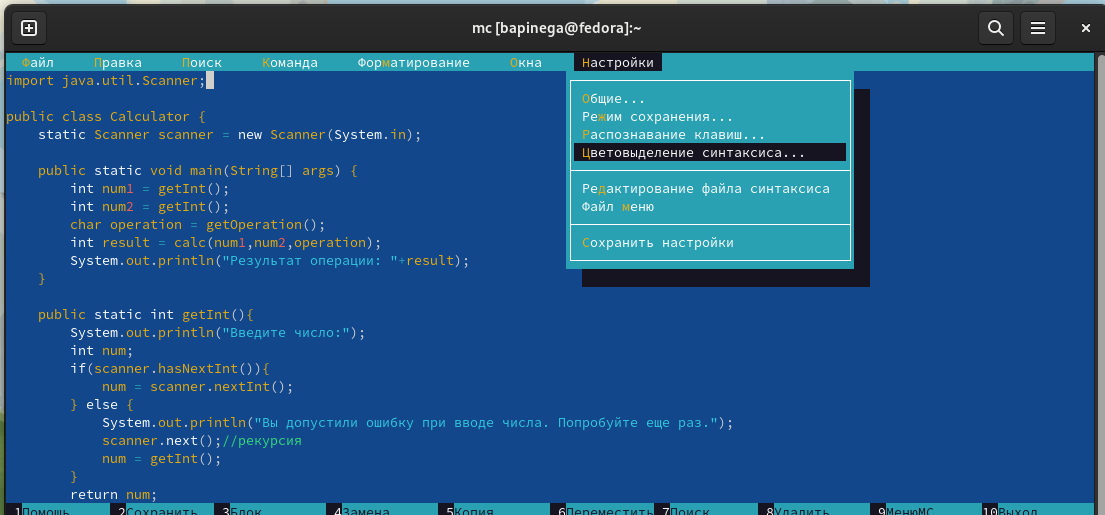 mc [bapinega@fedora]:~
Файл Правка Поиск Команда Форматирование Окна Настройки
import java.util.Scanner;
Общие...
Режим сохранения...
Распознавание клавиш...
Цветовыделение синтаксиса...
Редактирование файла синтаксиса
Файл меню
Сохранить настройки
public class Calculator {
static Scanner scanner = new Scanner(System.in);
public static void main(String[] args) {
int num1 = getInt();
int num2 = getInt();
char operation = getOperation();
int result = calc(num1,num2,operation);
System.out.println("Результат операции: "+result);
}
public static int getInt(){
System.out.println("Введите число:");
int num;
if(scanner.hasNextInt()){
num = scanner.nextInt();
} else {
System.out.println("Вы допустили ошибку при вводе числа. Попробуйте еще раз.");
scanner.next();//рекурсия
num = getInt();
}
return num;
1Помощь 2Сохранить 3Блок 4Замена 5Копия 6Переместить 7Поиск 8Удалить 9МенюMC 10Выход